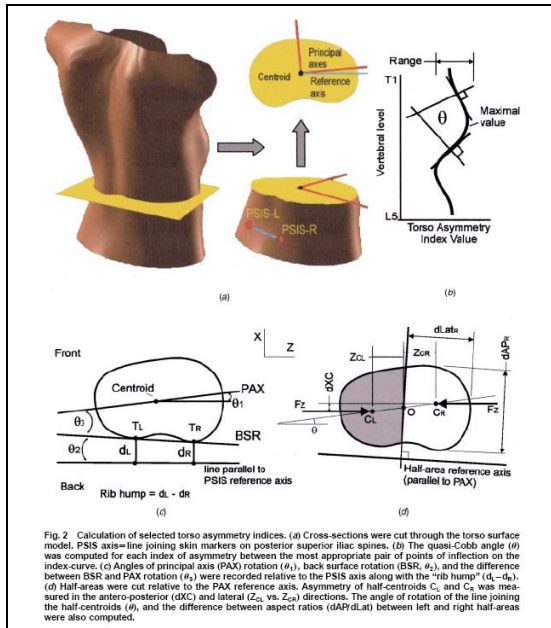 Principal
axes
Centroid
Reference
axis
PSIS-L
PSIS-R
(a)
Range
T1
θ
Maximal
value
Vertebral level
L5
Torso Asymmetry
Index Value
(b)
X
Z
Front
Centroid
PAX
θ1
θ3
TL
TR
BSR
θ2
dL
dR
line parallel to
PSIS reference axis
Back
Rib hump = dL - dR
(c)
dLatR
ZCL
ZCR
dAPR
dXC
FZ
CL
O
CR
FZ
θ
Half-area reference axis
(parallel to PAX)
(d)
Fig. 2 Calculation of selected torso asymmetry indices. (a) Cross-sections were cut through the torso surface
model. PSIS axis=line joining skin markers on posterior superior iliac spines. (b) The quasi-Cobb angle (θ)
was computed for each index of asymmetry between the most appropriate pair of points of inflection on the
index-curve. (c) Angles of principal axis (PAX) rotation (θ1), back surface rotation (BSR, θ2), and the difference
between BSR and PAX rotation (θ3) were recorded relative to the PSIS axis along with the "rib hump" (dL–dR).
(d) Half-areas were cut relative to the PAX reference axis. Asymmetry of half-centroids CL and CR was mea-
sured in the antero-posterior (dXC) and lateral (ZCL vs. ZCR) directions. The angle of rotation of the line joining
the half-centroids (θ), and the difference between aspect ratios (dAP/dLat) between left and right half-areas
were also computed.